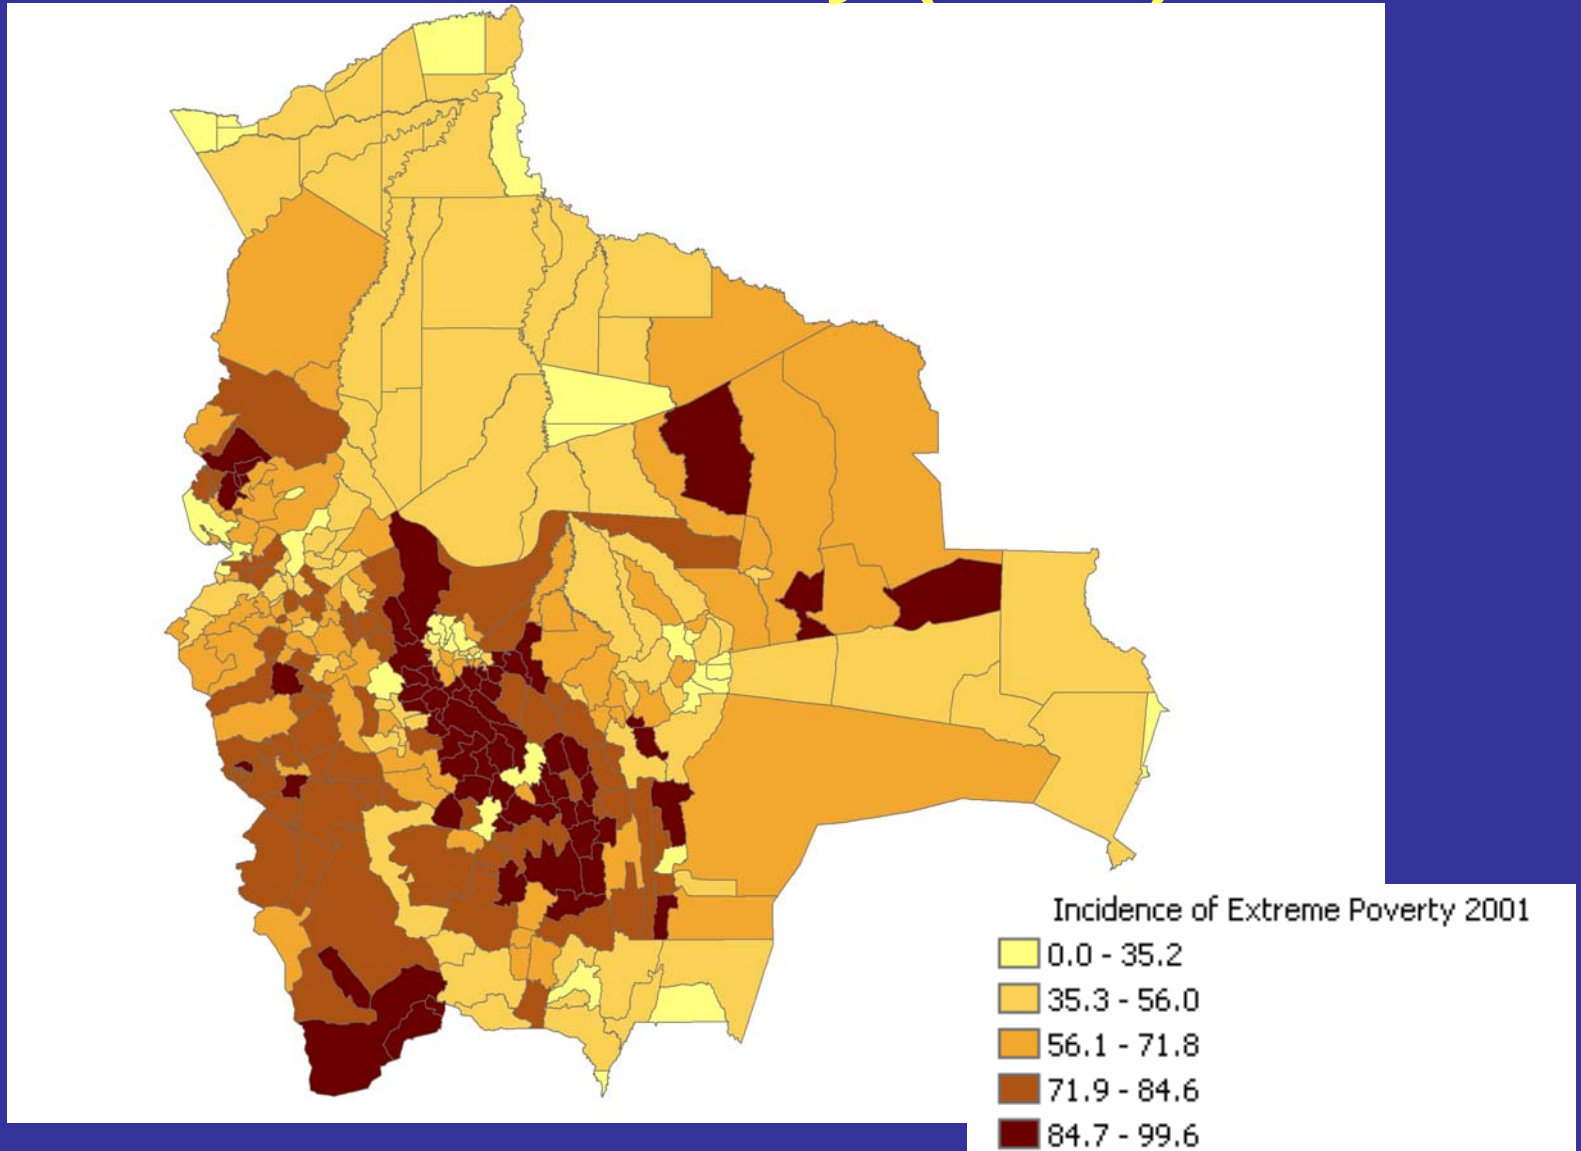 Incidence of Extreme Poverty 2001
0.0 - 35.2
35.3 - 56.0
56.1 - 71.8
71.9 - 84.6
84.7 - 99.6